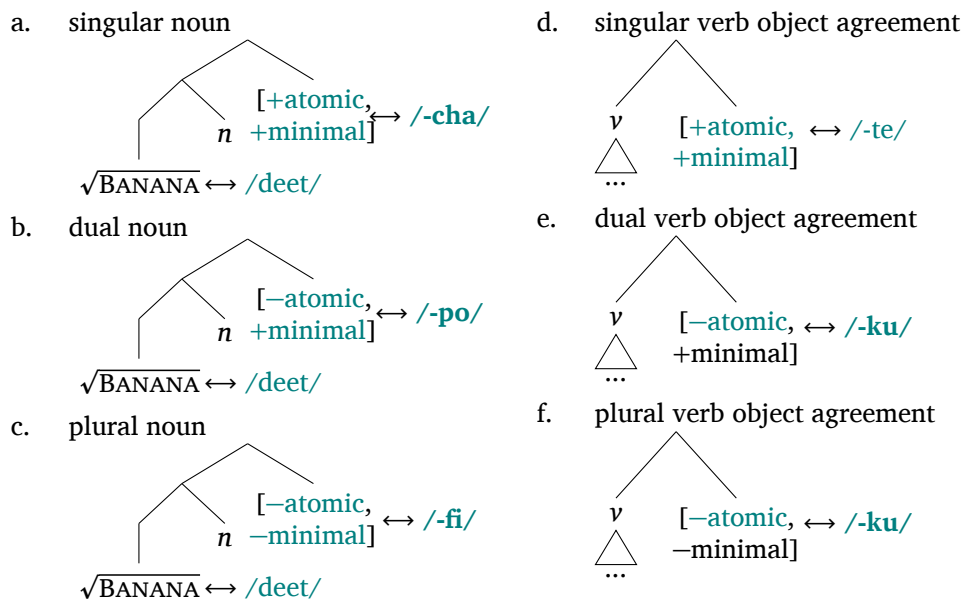 a. singular noun
[+atomic,
n +minimal] ↔ /-cha/
√BANANA ↔ /deet/
b. dual noun
[−atomic,
n +minimal] ↔ /-po/
√BANANA ↔ /deet/
c. plural noun
[−atomic,
n −minimal] ↔ /-fi/
√BANANA ↔ /deet/
d. singular verb object agreement
v [+atomic, ↔ /-te/
+minimal]
...
e. dual verb object agreement
v [−atomic, ↔ /-ku/
+minimal]
...
f. plural verb object agreement
v [−atomic, ↔ /-ku/
−minimal]
...